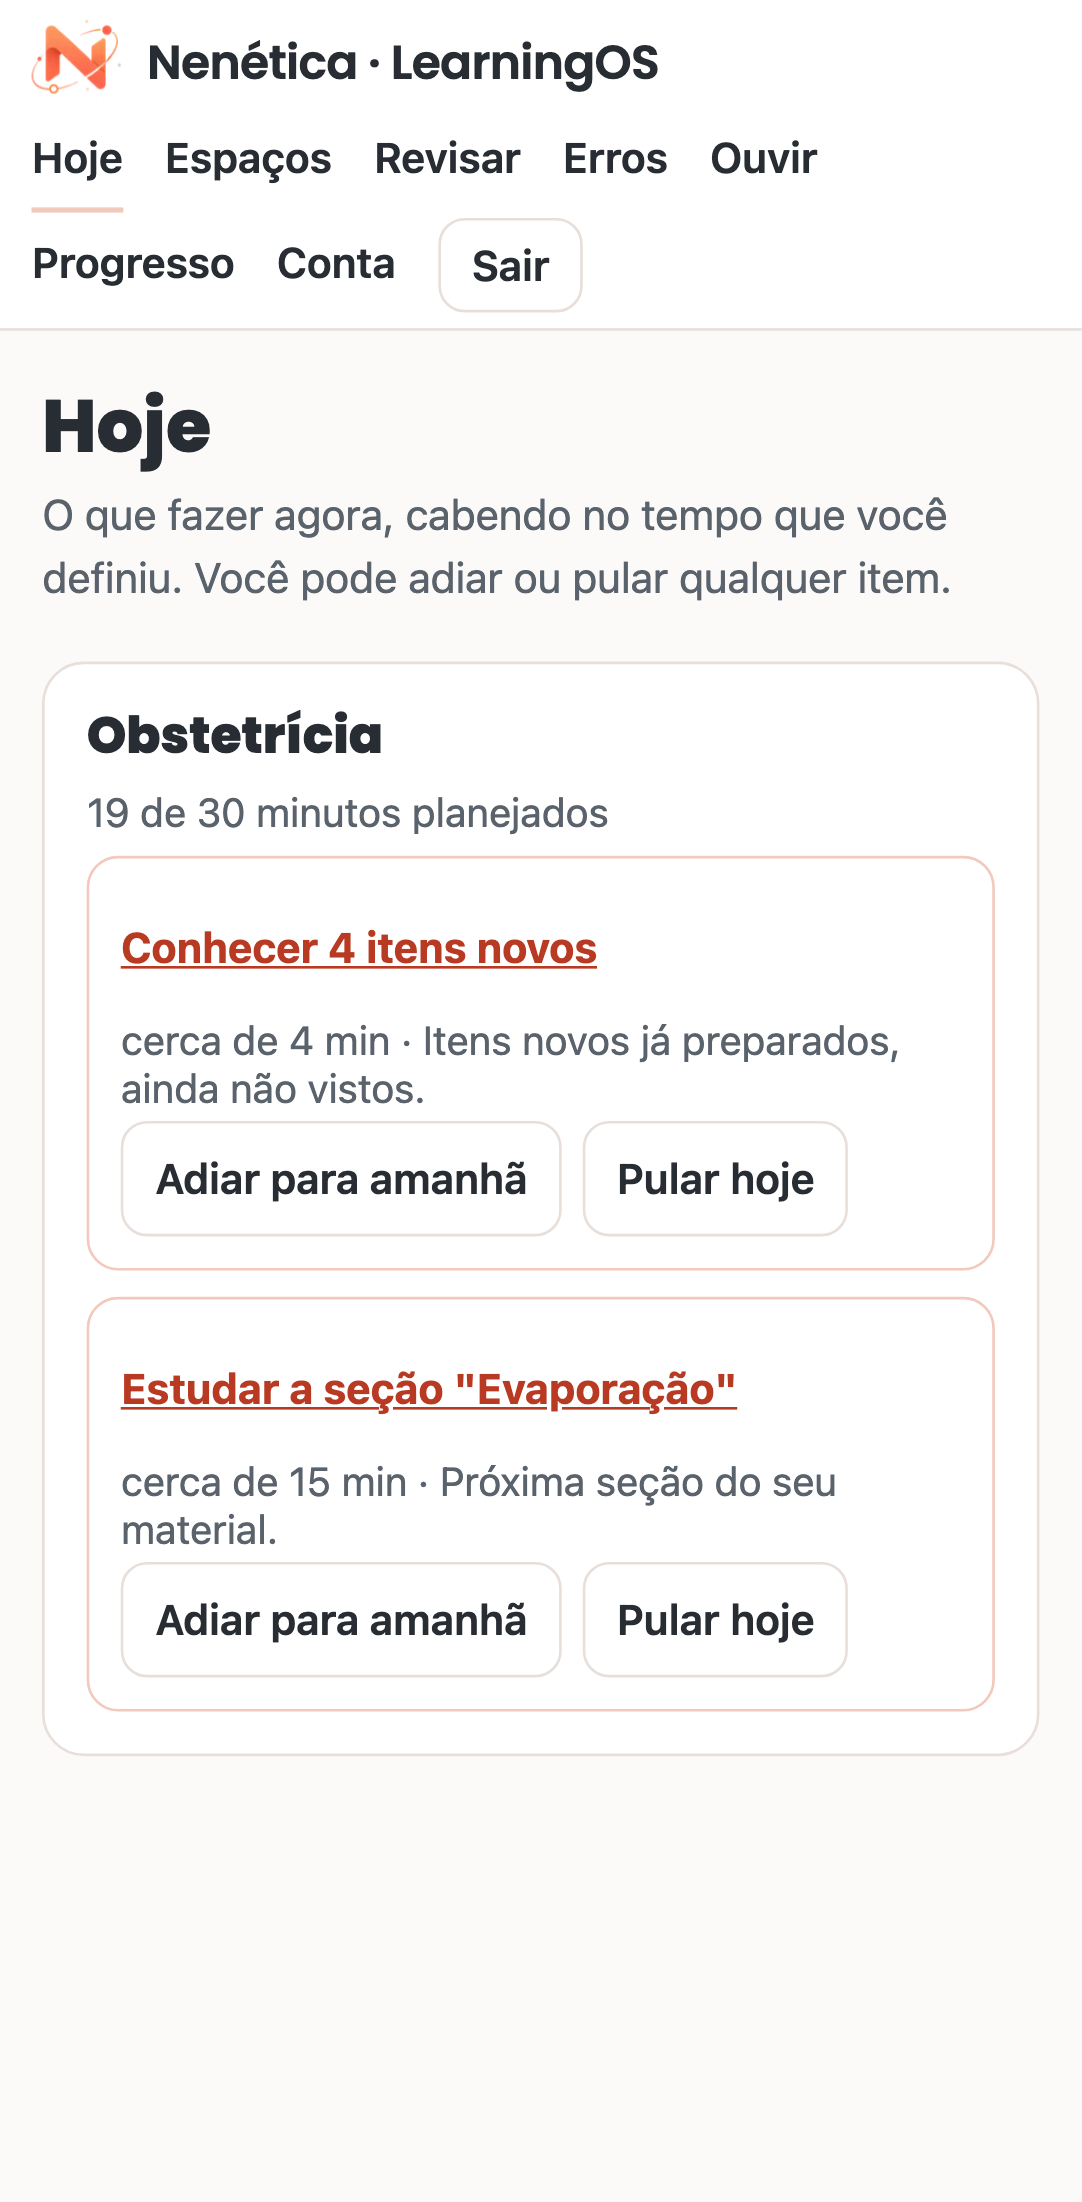 Nenética · LearningOS
Hoje Espaços Revisar Erros Ouvir
Progresso Conta Sair
Hoje
O que fazer agora, cabendo no tempo que você
definiu. Você pode adiar ou pular qualquer item.
Obstetrícia
19 de 30 minutos planejados
Conhecer 4 itens novos
cerca de 4 min · Itens novos já preparados,
ainda não vistos.
Adiar para amanhã Pular hoje
Estudar a seção "Evaporação"
cerca de 15 min · Próxima seção do seu
material.
Adiar para amanhã Pular hoje